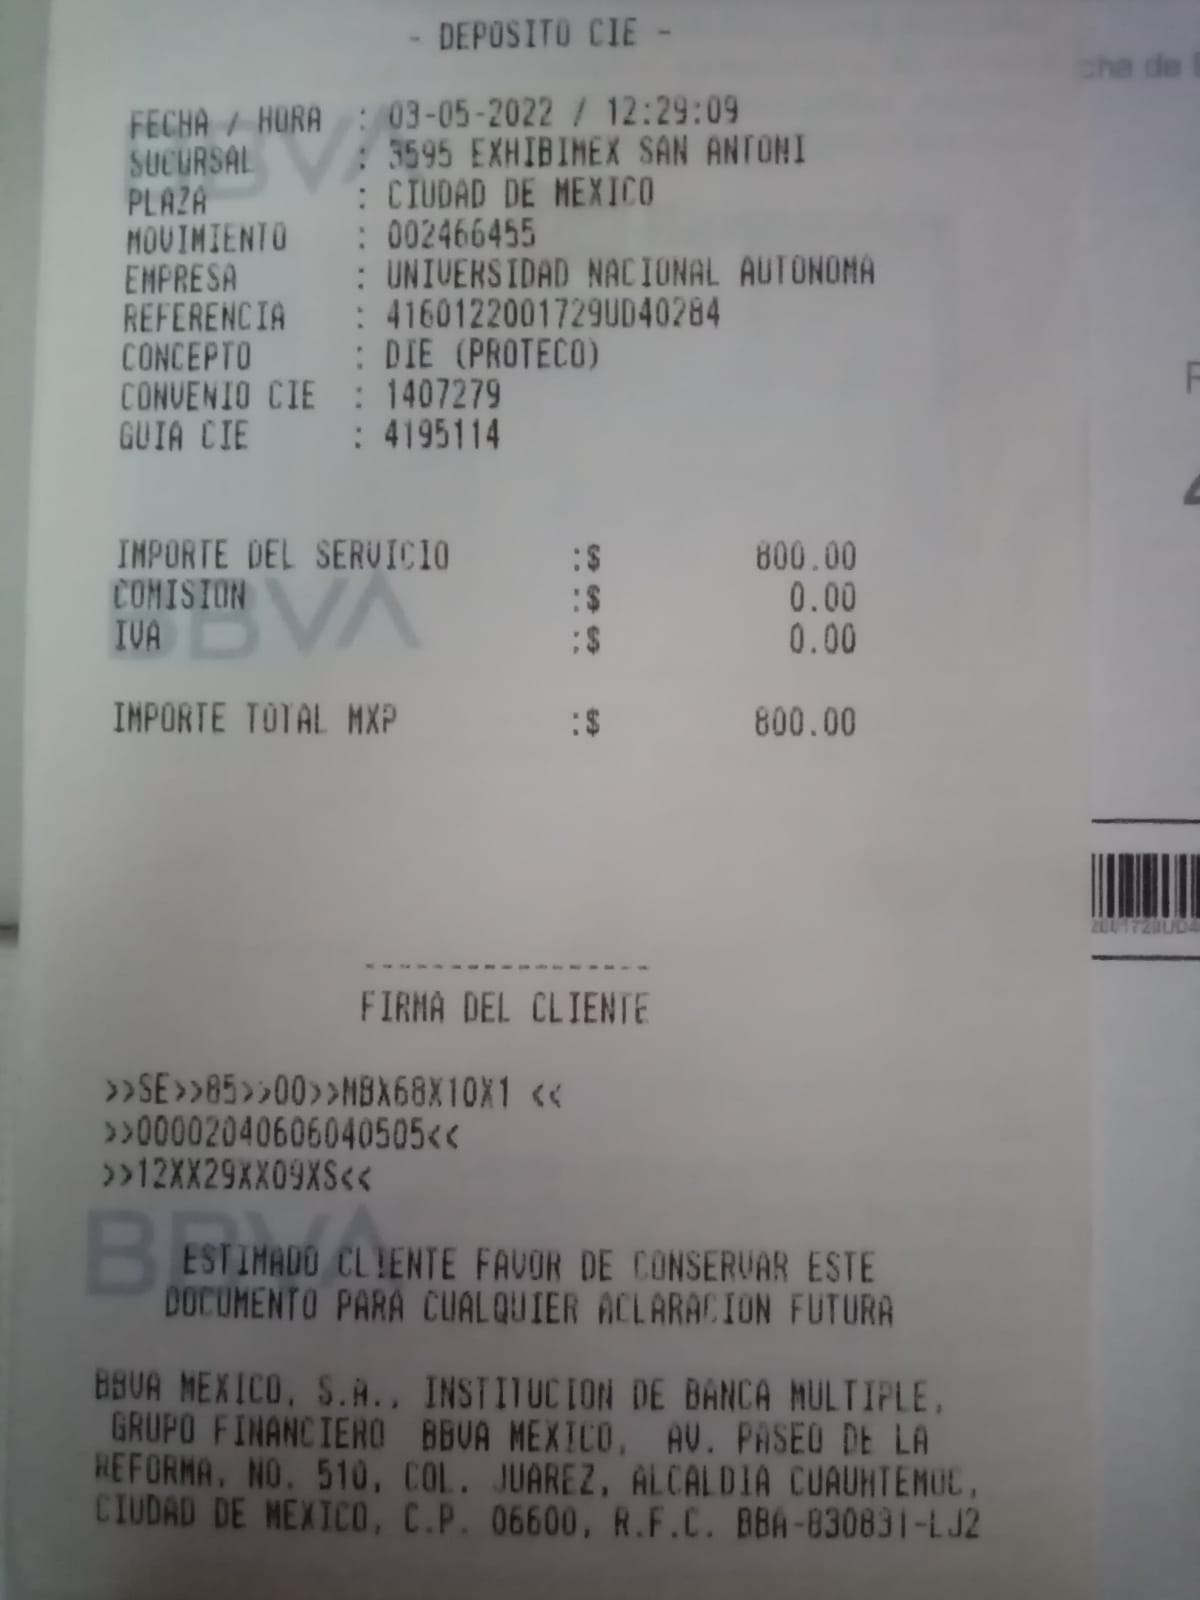 - DEPOSITO CIE -
FECHA / HORA : 03-05-2022 / 12:29:09
SUCURSAL : 3595 EXHIBIMEX SAN ANTONI
PLAZA : CIUDAD DE MEXICO
MOVIMIENTO : 002466455
EMPRESA : UNIVERSIDAD NACIONAL AUTONOMA
REFERENCIA : 4160122001729UD40284
CONCEPTO : DIE (PROTECO)
CONVENIO CIE : 1407279
GUIA CIE : 4195114
IMPORTE DEL SERVICIO :$ 800.00
COMISION :$ 0.00
IVA :$ 0.00
IMPORTE TOTAL MXP :$ 800.00
FIRMA DEL CLIENTE
>>SE>>85>>00>>MBX68X10X1 <<
>>00002040606040505<<
>>12XX29XX09XS<<
BBVA
ESTIMADO CLIENTE FAVOR DE CONSERVAR ESTE
DOCUMENTO PARA CUALQUIER ACLARACION FUTURA
BBVA MEXICO, S.A., INSTITUCION DE BANCA MULTIPLE,
GRUPO FINANCIERO BBVA MEXICO, AV. PASEO DE LA
REFORMA, NO. 510, COL. JUAREZ, ALCALDIA CUAUHTEMOC,
CIUDAD DE MEXICO, C.P. 06600, R.F.C. BBA-830831-LJ2